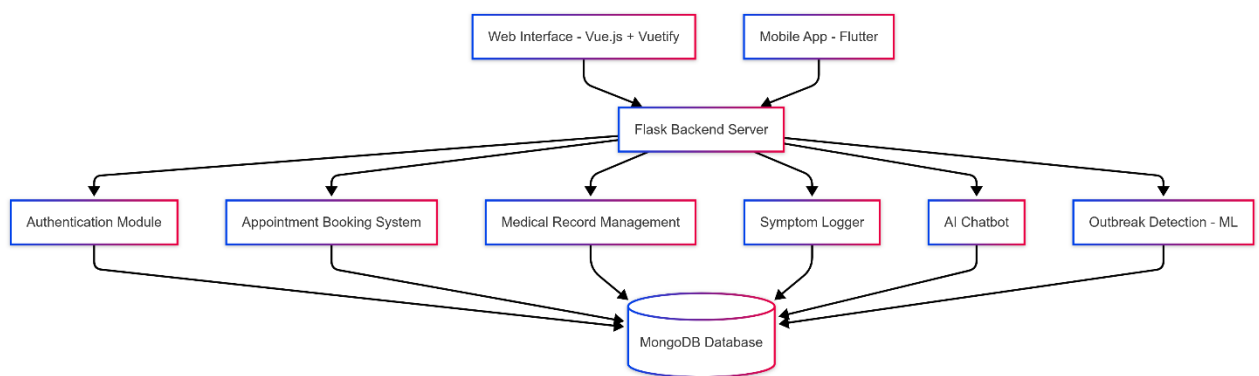 Web Interface - Vue.js + Vuetify
Mobile App - Flutter
Flask Backend Server
Authentication Module
Appointment Booking System
Medical Record Management
Symptom Logger
AI Chatbot
Outbreak Detection - ML
MongoDB Database